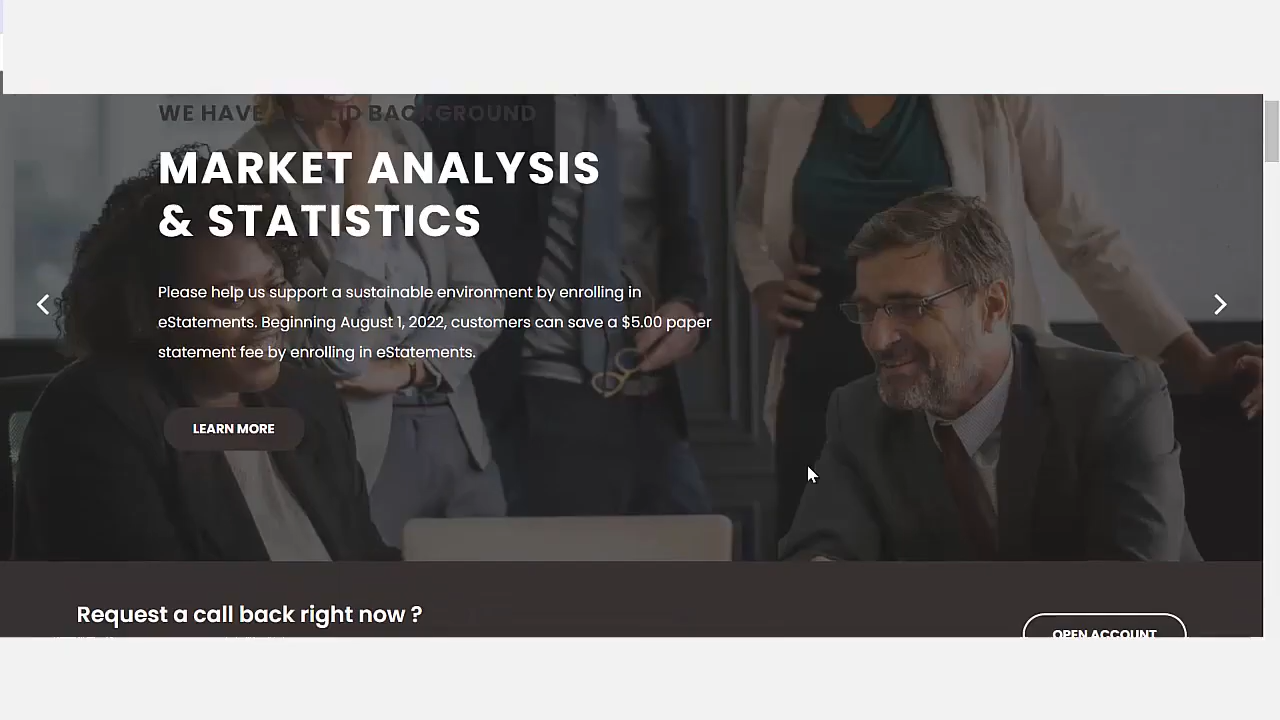 WE HAVE A SOLID BACKGROUND
MARKET ANALYSIS
& STATISTICS
Please help us support a sustainable environment by enrolling in
eStatements. Beginning August 1, 2022, customers can save a $5.00 paper
statement fee by enrolling in eStatements.
LEARN MORE
Request a call back right now ?
OPEN ACCOUNT